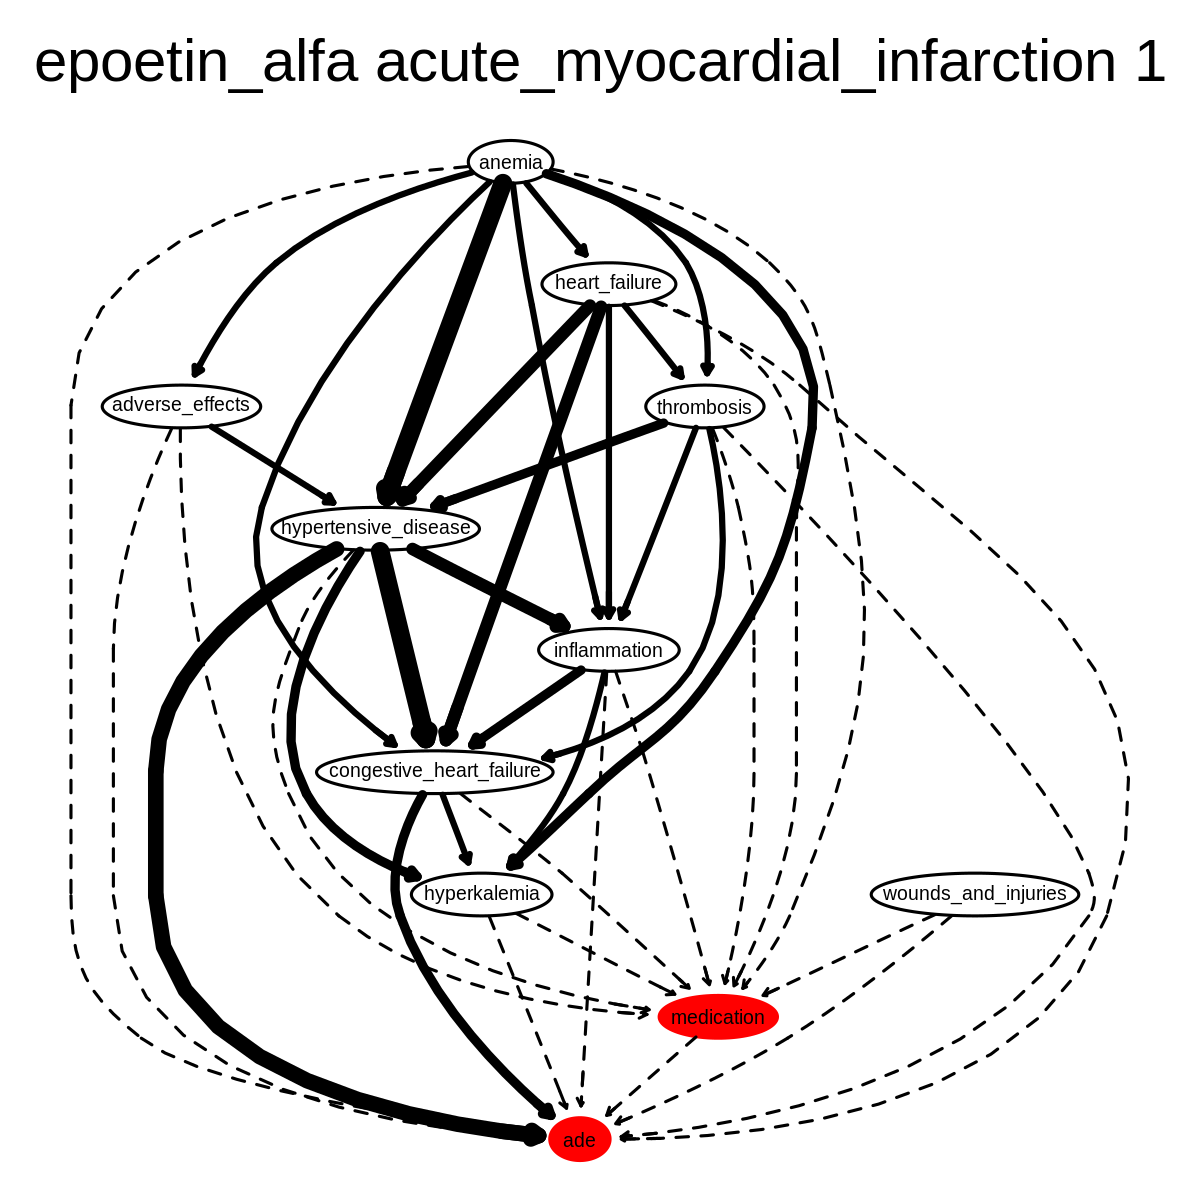 epoetin_alfa acute_myocardial_infarction 1
anemia
heart_failure
adverse_effects
thrombosis
hypertensive_disease
inflammation
congestive_heart_failure
hyperkalemia
wounds_and_injuries
medication
ade